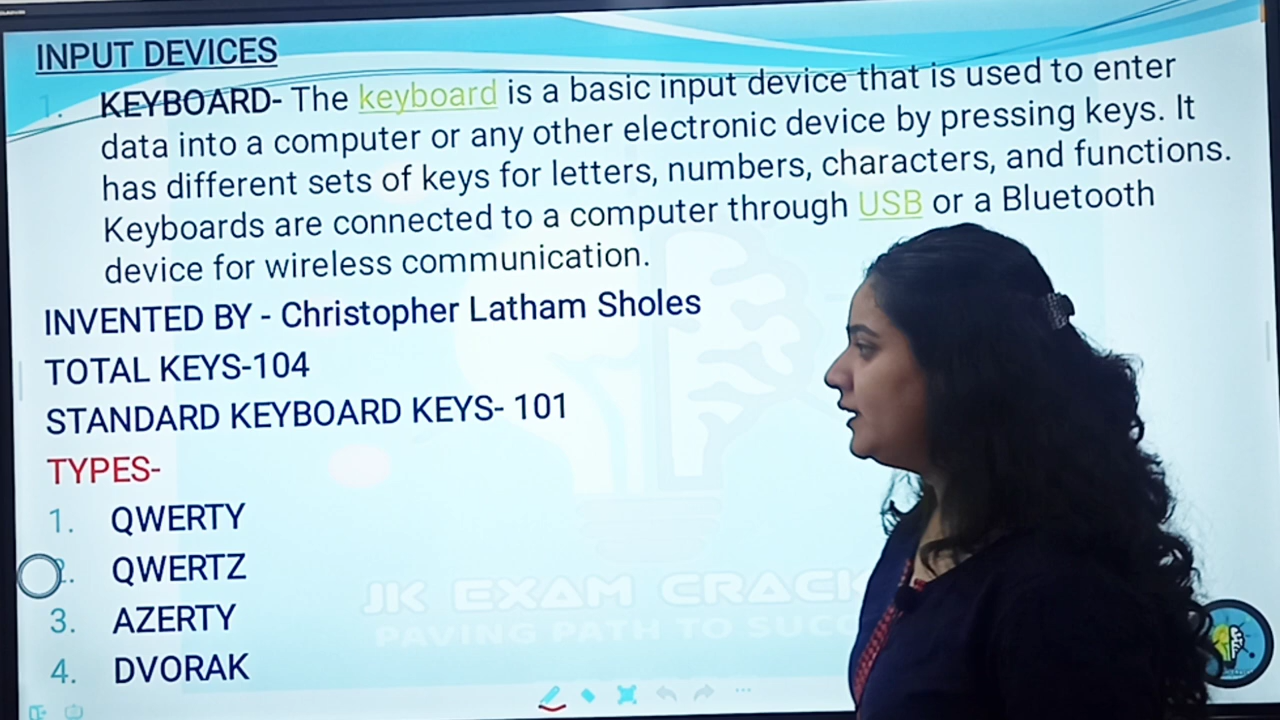 INPUT DEVICES
1. KEYBOARD- The keyboard is a basic input device that is used to enter
data into a computer or any other electronic device by pressing keys. It
has different sets of keys for letters, numbers, characters, and functions.
Keyboards are connected to a computer through USB or a Bluetooth
device for wireless communication.
INVENTED BY - Christopher Latham Sholes
TOTAL KEYS-104
STANDARD KEYBOARD KEYS- 101
TYPES-
1. QWERTY
2. QWERTZ
3. AZERTY
4. DVORAK
JK EXAM CRACK
PAVING PATH TO SUCC